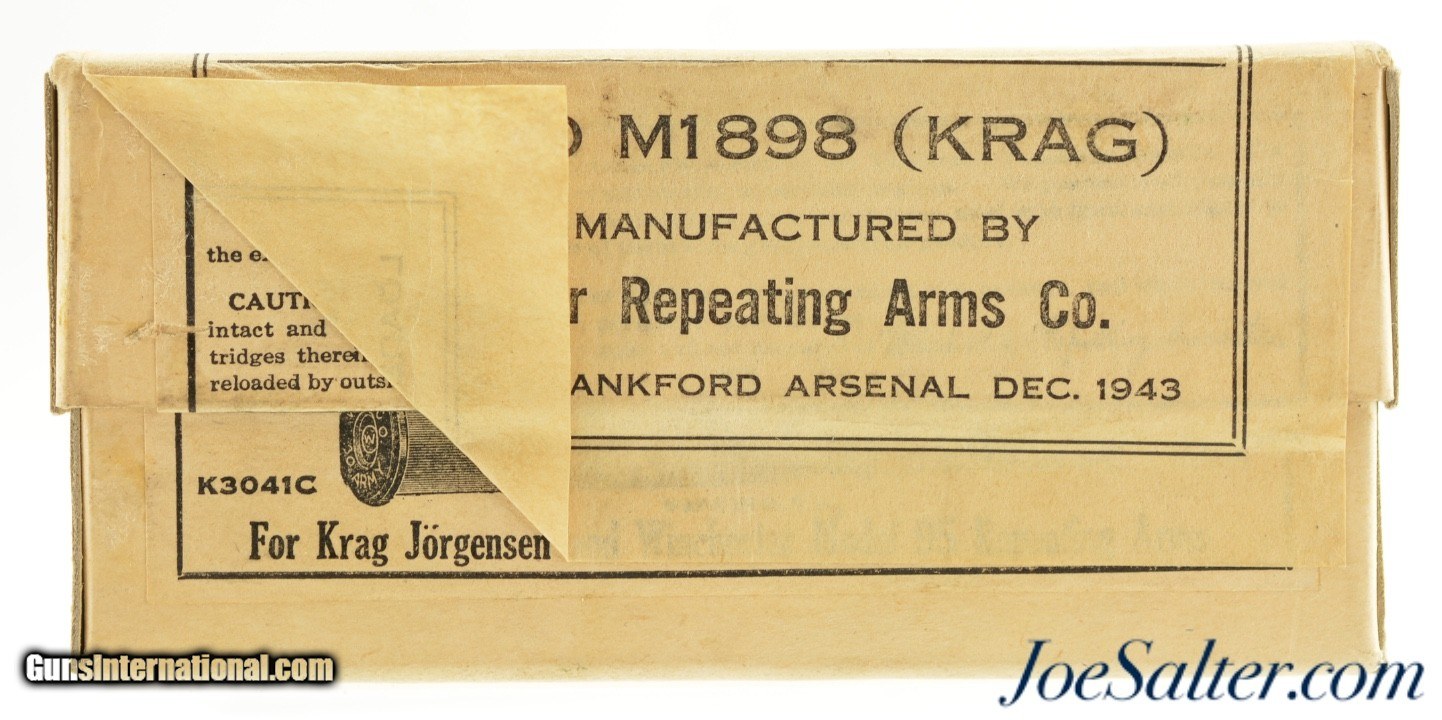 M1898 (KRAG)
MANUFACTURED BY
r Repeating Arms Co.
ANKFORD ARSENAL DEC. 1943
the e
CAUTI
intact and
tridges there
reloaded by outs
K3041C
For Krag Jörgensen
GunsInternational.com
JoeSalter.com